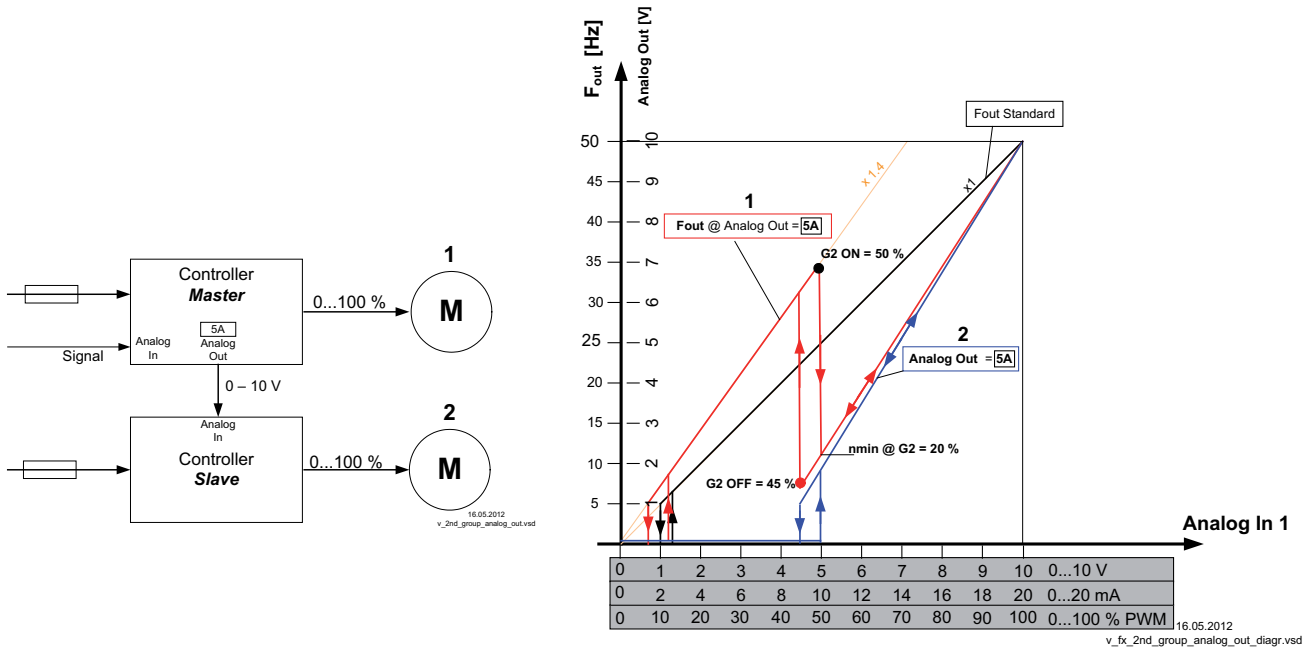 Controller
Master
5A
Analog
Out
Analog
In
Signal
0...100 %
1
M
0 – 10 V
Analog
In
Controller
Slave
0...100 %
2
M
16.05.2012
v_2nd_group_analog_out.vsd
Fout [Hz]
Analog Out [V]
50
45
40
35
30
25
20
15
10
5
10
9
8
7
6
5
4
3
2
1
Fout Standard
x 1.4
x1
1
Fout @ Analog Out = 5A
G2 ON = 50 %
2
Analog Out = 5A
nmin @ G2 = 20 %
G2 OFF = 45 %
Analog In 1
0 1 2 3 4 5 6 7 8 9 10 0...10 V
0 2 4 6 8 10 12 14 16 18 20 0...20 mA
0 10 20 30 40 50 60 70 80 90 100 0...100 % PWM
16.05.2012
v_fx_2nd_group_analog_out_diagr.vsd